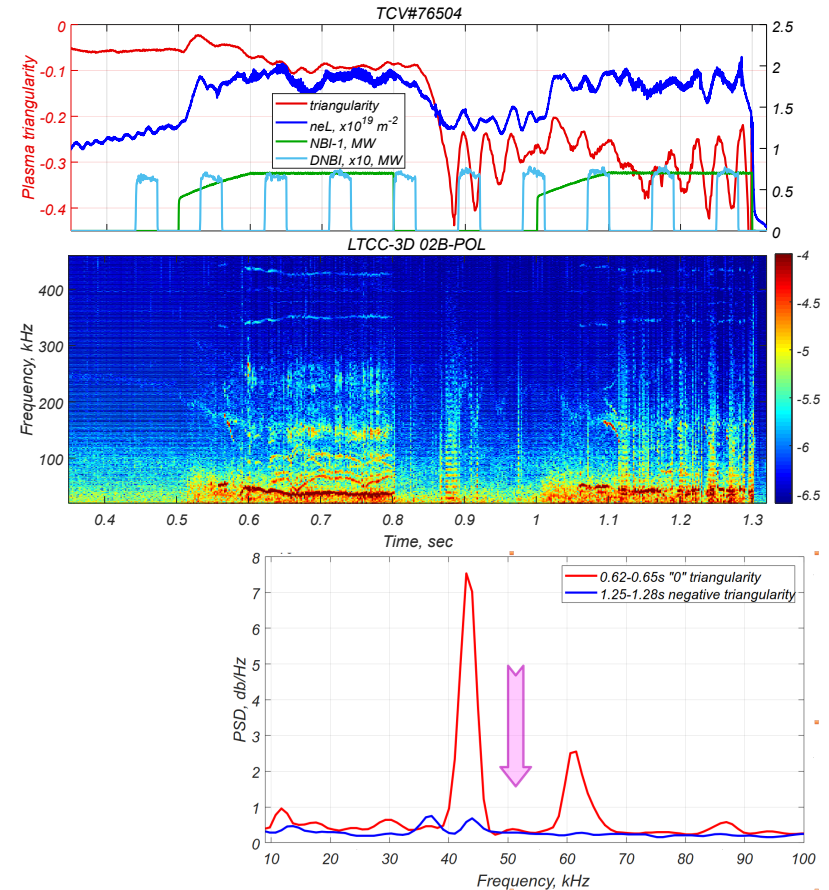 TCV#76504
0
-0.1
-0.2
-0.3
-0.4
Plasma triangularity
2.5
2
1.5
1
0.5
0
triangularity
neL, x10^19 m^-2
NBI-1, MW
DNBI, x10, MW
LTCC-3D 02B-POL
400
300
200
100
Frequency, kHz
-4
-4.5
-5
-5.5
-6
-6.5
0.4 0.5 0.6 0.7 0.8 0.9 1 1.1 1.2 1.3
Time, sec
8
7
6
5
4
3
2
1
0
PSD, db/Hz
0.62-0.65s "0" triangularity
1.25-1.28s negative triangularity
10 20 30 40 50 60 70 80 90 100
Frequency, kHz